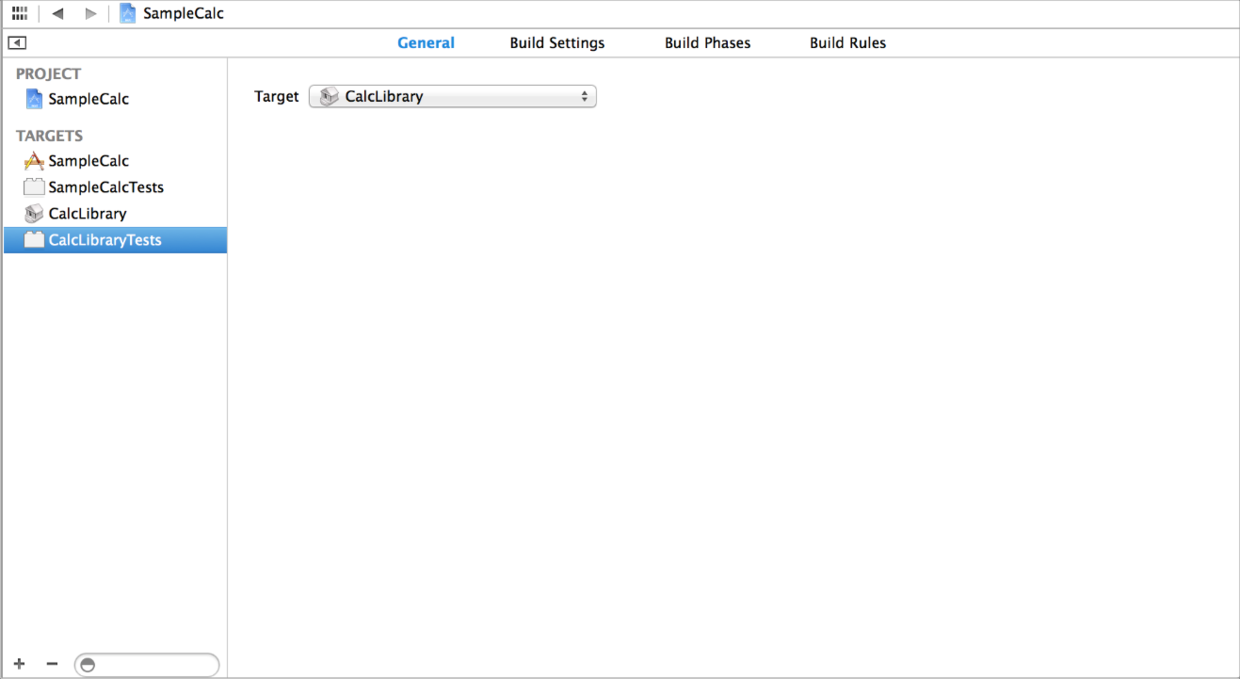 SampleCalc
General Build Settings Build Phases Build Rules
PROJECT
SampleCalc
TARGETS
SampleCalc
SampleCalcTests
CalcLibrary
CalcLibraryTests
Target CalcLibrary